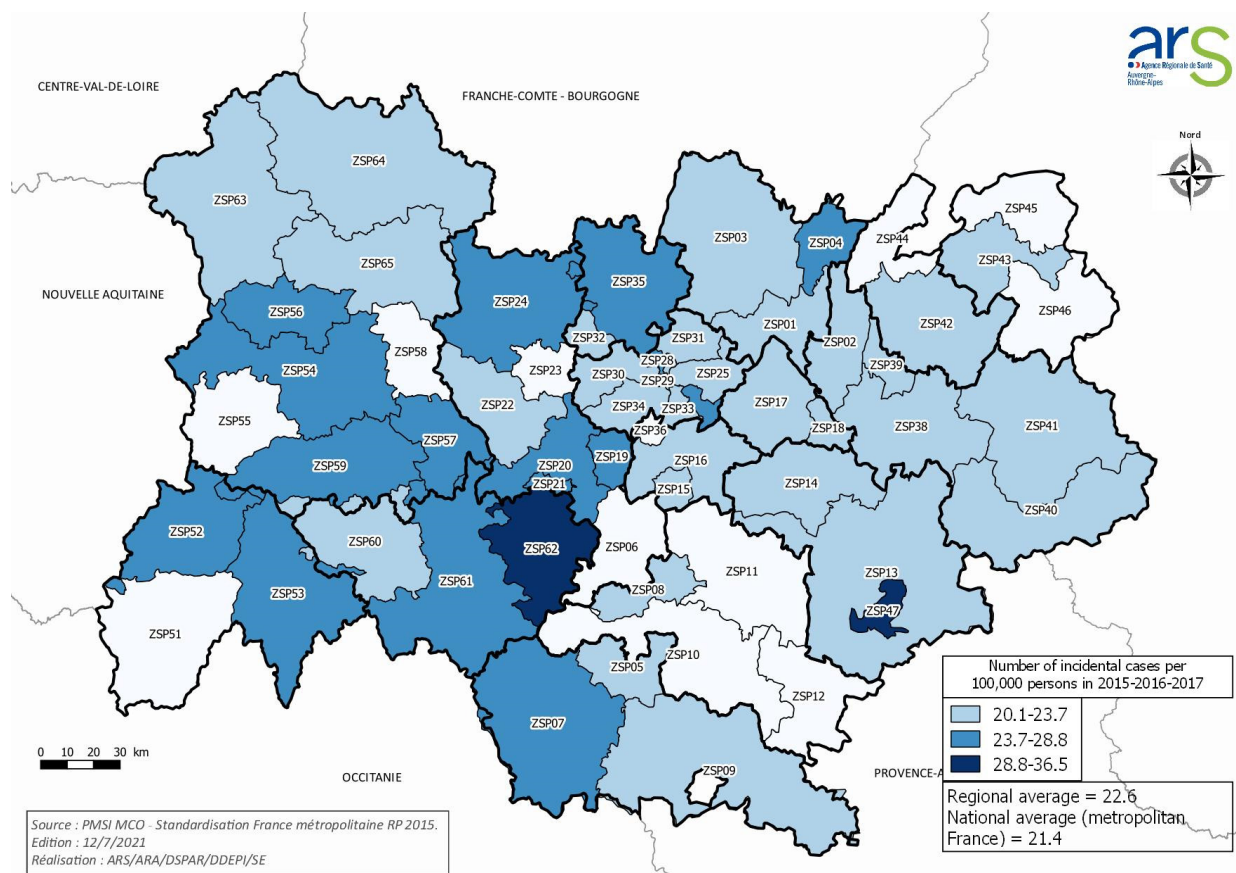 ars
Agence Régionale de Santé
Auvergne-
Rhône-Alpes
CENTRE-VAL-DE-LOIRE
FRANCHE-COMTE - BOURGOGNE
Nord
ZSP64
ZSP63
ZSP45
ZSP03
ZSP04
ZSP44
ZSP43
ZSP65
NOUVELLE AQUITAINE
ZSP35
ZSP24
ZSP56
ZSP46
ZSP01
ZSP42
ZSP32
ZSP31
ZSP02
ZSP58
ZSP28
ZSP39
ZSP54
ZSP23
ZSP30
ZSP29
ZSP25
ZSP22
ZSP34
ZSP33
ZSP17
ZSP55
ZSP36
ZSP18
ZSP38
ZSP41
ZSP57
ZSP59
ZSP20
ZSP19
ZSP16
ZSP21
ZSP15
ZSP14
ZSP40
ZSP52
ZSP60
ZSP62
ZSP06
ZSP11
ZSP13
ZSP61
ZSP53
ZSP08
ZSP47
ZSP51
ZSP05
ZSP10
ZSP12
ZSP07
ZSP09
0 10 20 30 km
OCCITANIE
PROVENCE-A
Number of incidental cases per
100,000 persons in 2015-2016-2017
20.1-23.7
23.7-28.8
28.8-36.5
Regional average = 22.6
National average (metropolitan
France) = 21.4
Source : PMSI MCO - Standardisation France métropolitaine RP 2015.
Edition : 12/7/2021
Réalisation : ARS/ARA/DSPAR/DDEPI/SE